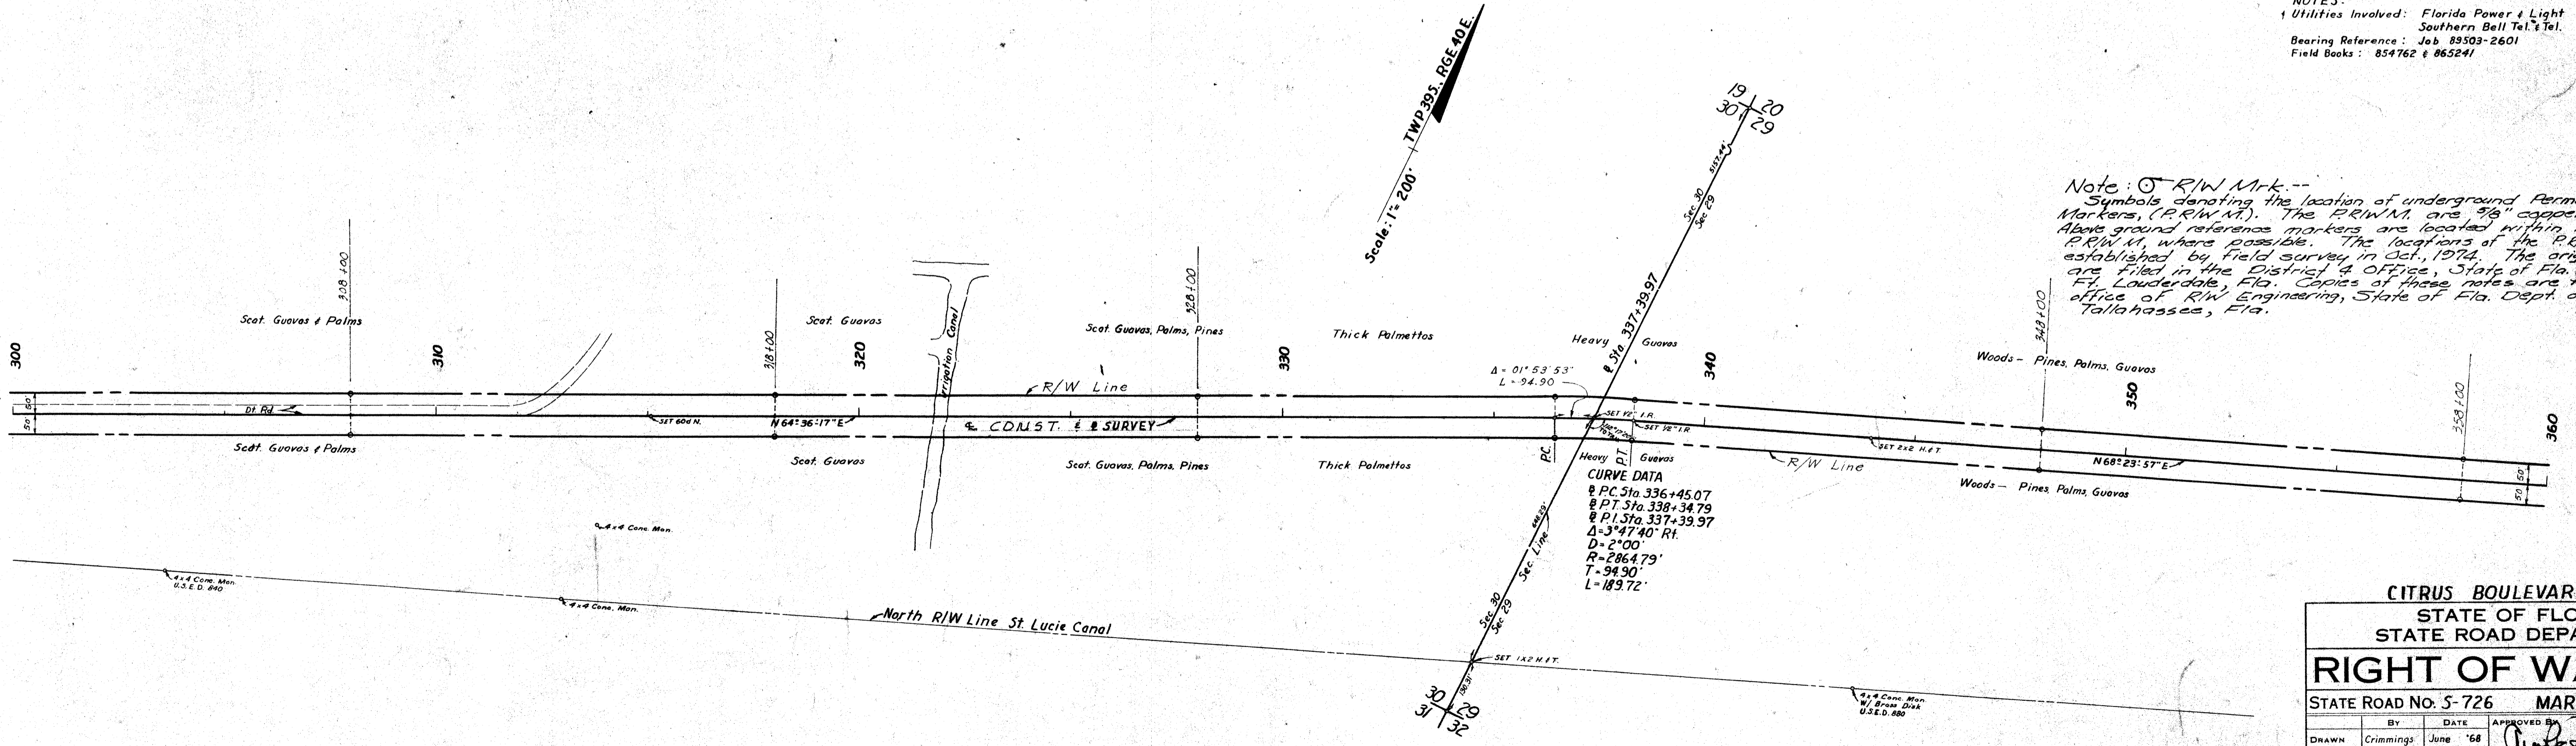 NOTES:
Utilities Involved: Florida Power & Light
Southern Bell Tel. & Tel.
Bearing Reference: Job 89503-2601
Field Books: 854762 & 865241
TWP 39S., RGE 40 E.
Scale: 1" = 200'
19 20
30 29
5157.44'
Sec 30
Sec 29
Note: R/W Mrk.--
Symbols denoting the location of underground Perm
Markers, (P.R/W M.). The P.R/W M. are 5/8" copper
Above ground reference markers are located within
P.R/W M, where possible. The locations of the P.R
established by field survey in Oct., 1974. The orig
are filed in the District 4 Office, State of Fla.
Ft. Lauderdale, Fla. Copies of these notes are
office of R/W Engineering, State of Fla. Dept. o
Tallahassee, Fla.
308+00
318+00
328+00
348+00
358+00
Scat. Guavas & Palms
Scat. Guavas
Irrigation Canal
Scat. Guavas, Palms, Pines
Thick Palmettos
Heavy Guavas
℄ Sta. 337+39.97
Woods - Pines, Palms, Guavas
300
310
320
330
340
350
360
Δ = 01° 53' 53"
L = 94.90
R/W Line
50' 50'
Dt. Rd
SET 60d N.
N 64° 36' 17" E
℄ CONST. & ℄ SURVEY
SET 1/2" I.R.
SET 1/2" I.R
SET 2x2 H.&T.
N 68° 23' 57" E
50' 50'
Scat. Guavas & Palms
Scat. Guavas
Scat. Guavas, Palms, Pines
Thick Palmettos
P.C.
Heavy
P.T.
Guavas
R/W Line
Woods - Pines, Palms, Guavas
CURVE DATA
℄ P.C. Sta. 336+45.07
℄ P.T. Sta. 338+34.79
℄ P.I. Sta. 337+39.97
Δ = 3° 47' 40" Rt.
D = 2° 00'
R = 2864.79'
T = 94.90'
L = 189.72'
Sec. Line
Sec 30
Sec 29
4x4 Conc. Mon.
4x4 Conc. Mon.
U.S.E.D. 840
4x4 Conc. Mon.
North R/W Line St. Lucie Canal
SET 1X2 H.&T.
30 29
31 32
4x4 Conc. Mon
W/ Brass Disk
U.S.E.D. 880
CITRUS BOULEVAR
STATE OF FLO
STATE ROAD DEPA
RIGHT OF WA
STATE ROAD NO. S-726 MAR
BY DATE APPROVED BY
DRAWN Crimmings June '68